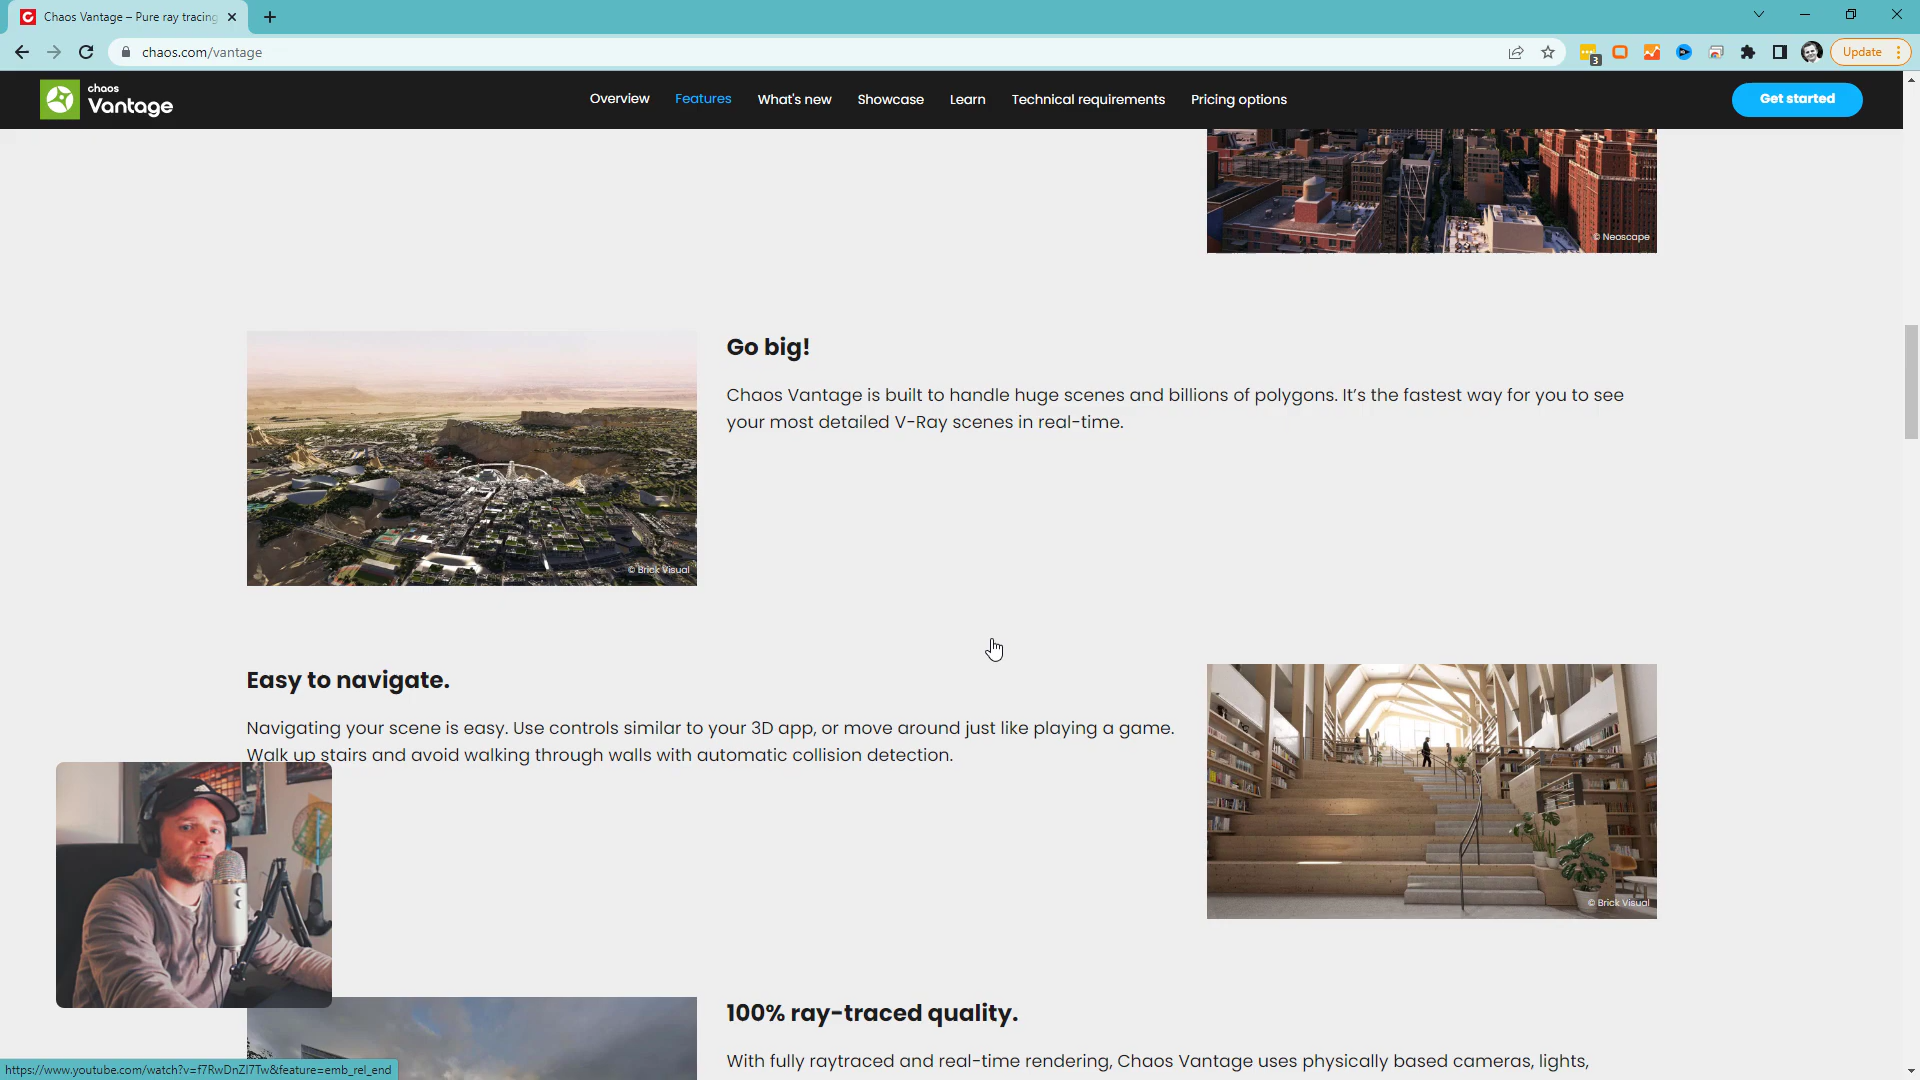 Chaos Vantage – Pure ray tracing
chaos.com/vantage
3
Update
chaos
Vantage
Overview
Features
What's new
Showcase
Learn
Technical requirements
Pricing options
Get started
© Neoscape
Go big!
Chaos Vantage is built to handle huge scenes and billions of polygons. It's the fastest way for you to see
your most detailed V-Ray scenes in real-time.
© Brick Visual
Easy to navigate.
Navigating your scene is easy. Use controls similar to your 3D app, or move around just like playing a game.
Walk up stairs and avoid walking through walls with automatic collision detection.
© Brick Visual
100% ray-traced quality.
With fully raytraced and real-time rendering, Chaos Vantage uses physically based cameras, lights,
https://www.youtube.com/watch?v=f7RwDnZI7Tw&feature=emb_rel_end